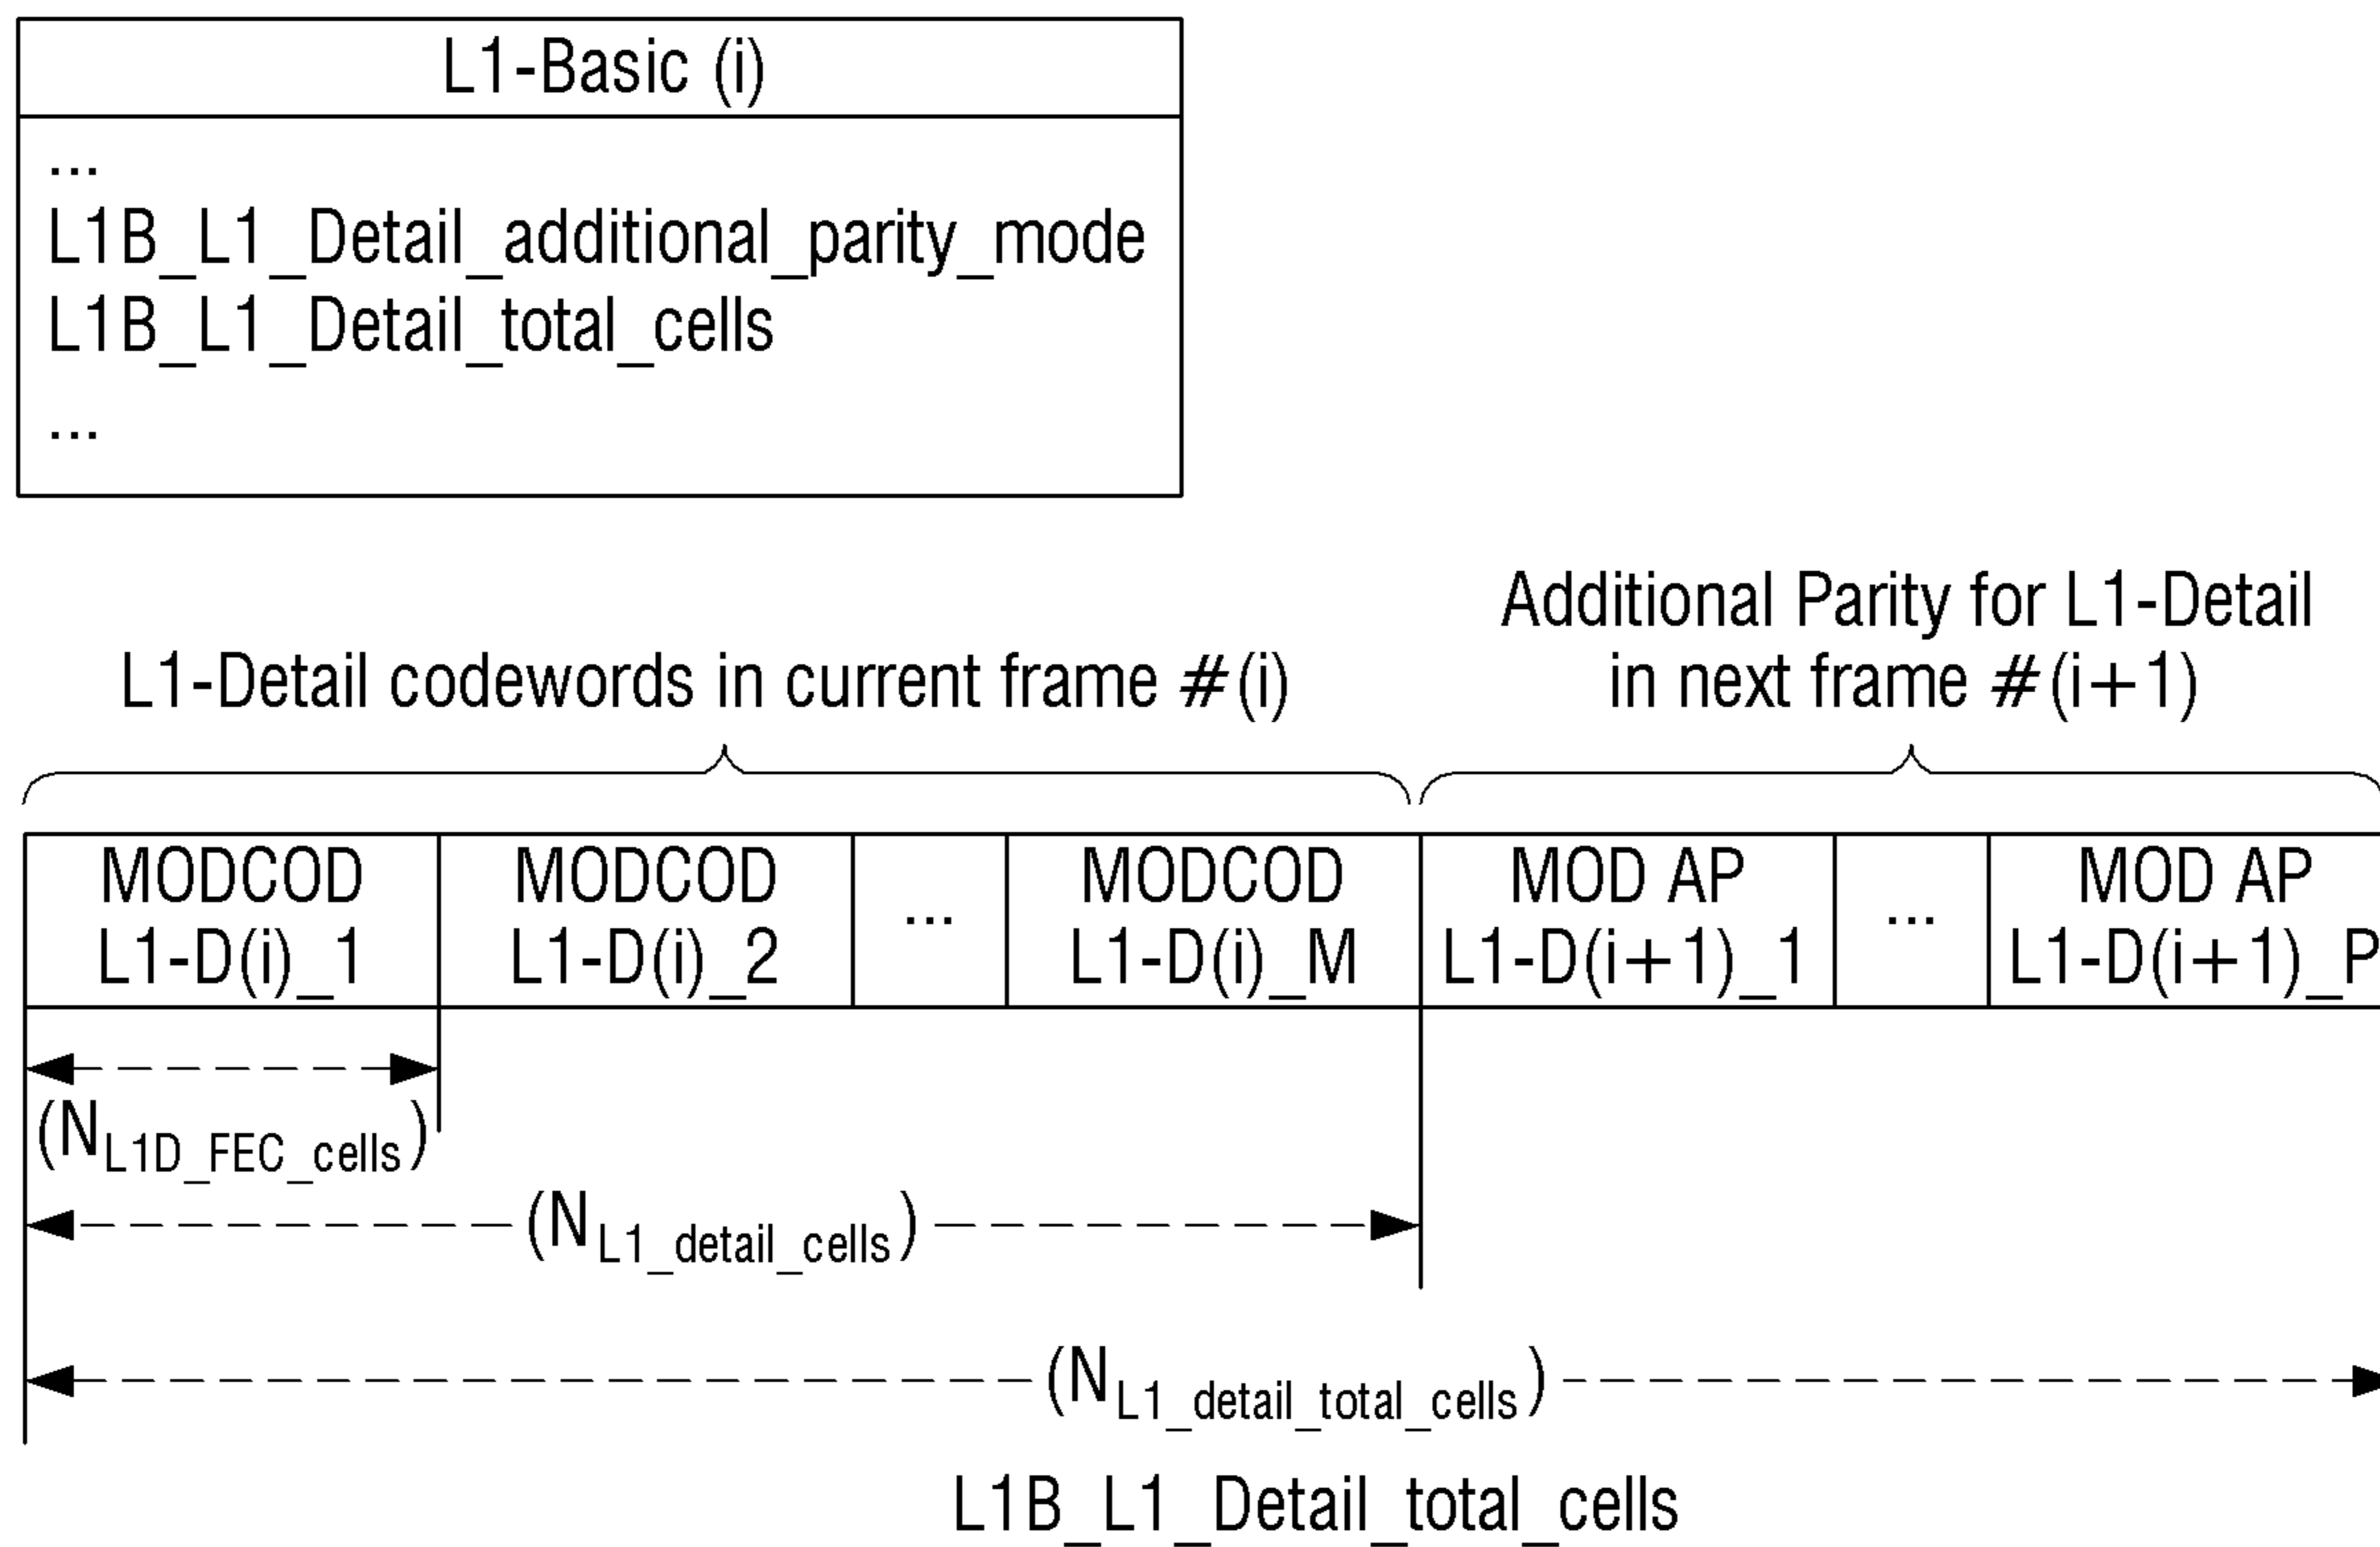 L1-Basic (i)
...
L1B_L1_Detail_additional_parity_mode
L1B_L1_Detail_total_cells
...
L1-Detail codewords in current frame #(i)
Additional Parity for L1-Detail
in next frame #(i+1)
MODCOD
L1-D(i)_1
MODCOD
L1-D(i)_2
...
MODCOD
L1-D(i)_M
MOD AP
L1-D(i+1)_1
...
MOD AP
L1-D(i+1)_P
(NL1D_FEC_cells)
(NL1_detail_cells)
(NL1_detail_total_cells)
L1B_L1_Detail_total_cells